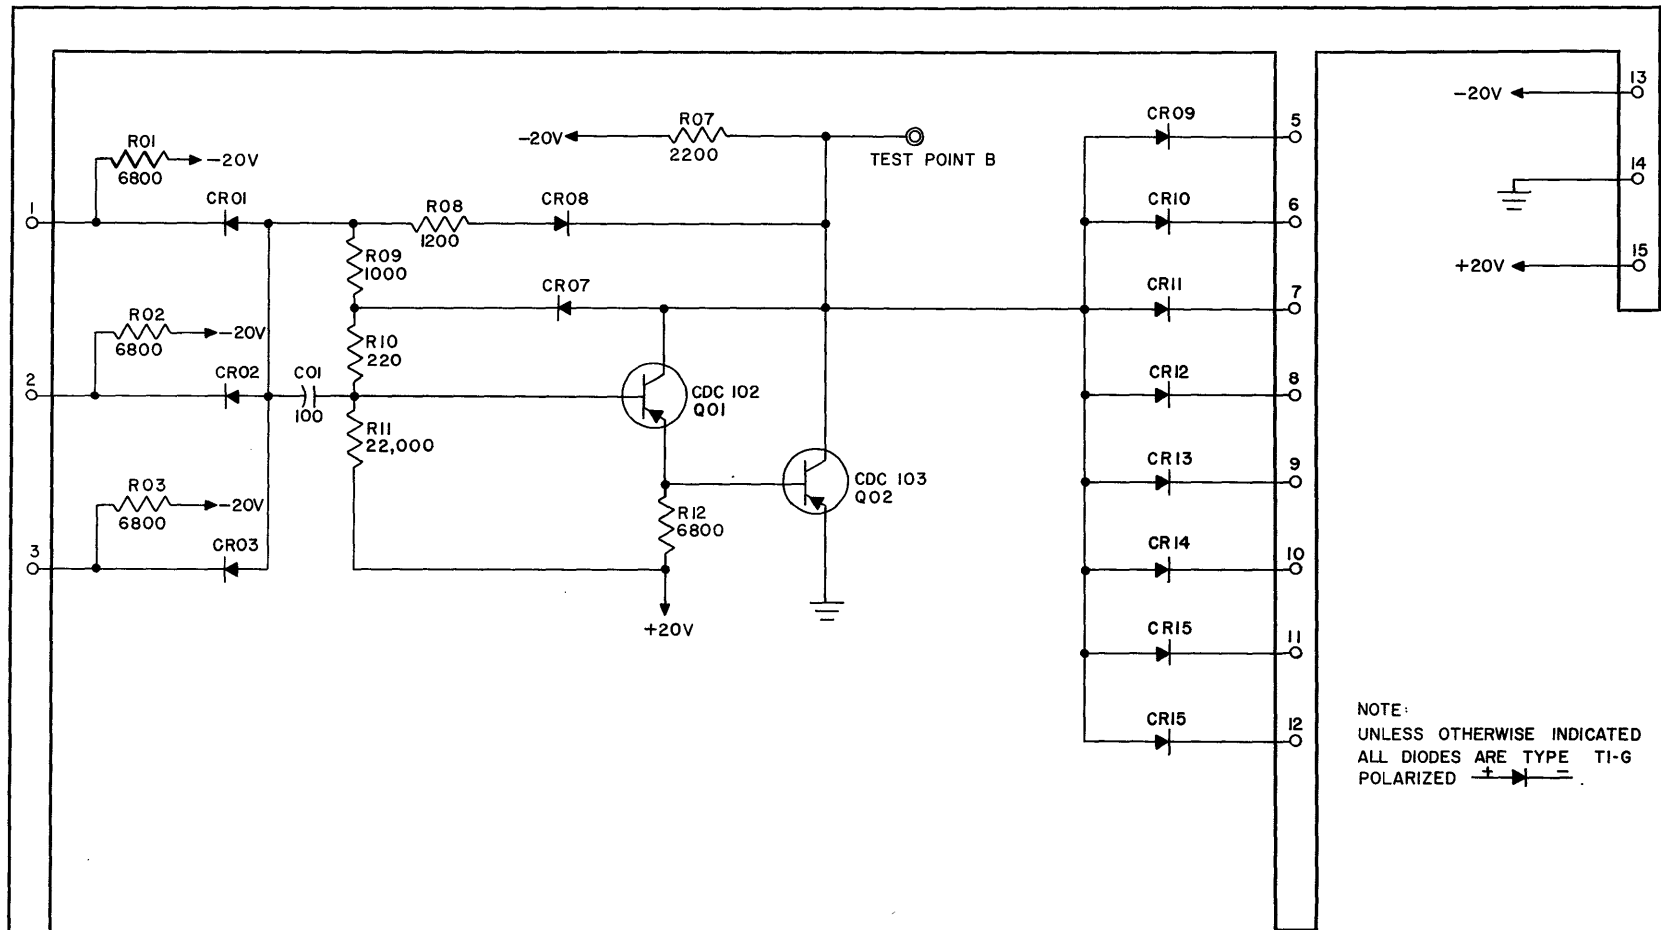 13
-20V
R07
-20V
2200
TEST POINT B
CR09
5
R01
-20V
6800
14
1
CR01
R08
1200
CR08
CR10
6
R09
1000
+20V
15
CR07
CR11
7
R02
-20V
6800
R10
220
2
CR02
C01
100
CDC 102
Q01
CR12
8
R11
22,000
R03
-20V
6800
CDC 103
Q02
CR13
9
R12
6800
3
CR03
CR14
10
+20V
CR15
11
CR15
12
NOTE:
UNLESS OTHERWISE INDICATED
ALL DIODES ARE TYPE TI-G
POLARIZED + - .